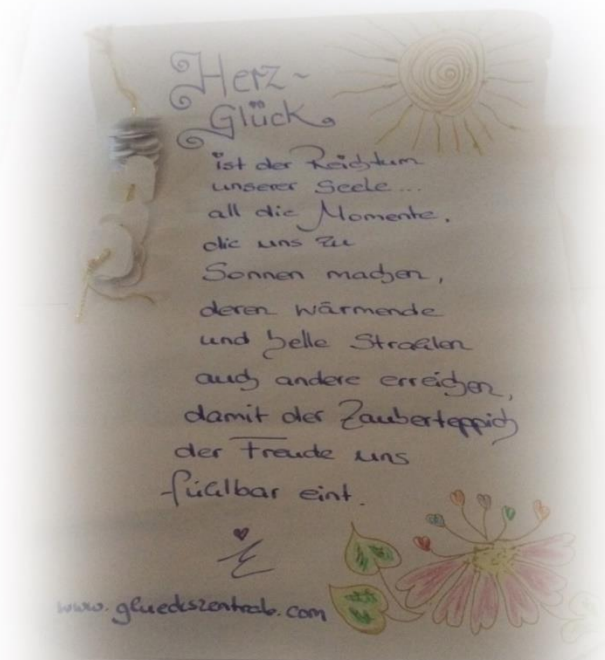 Herz~
Glück
ist der Reichtum
unserer Seele...
all die Momente,
die uns zu
Sonnen machen,
deren wärmende
und helle Strahlen
auch andere erreichen,
damit der Zauberteppich
der Freude uns
fühlbar eint.
www.glueckszentrale.com